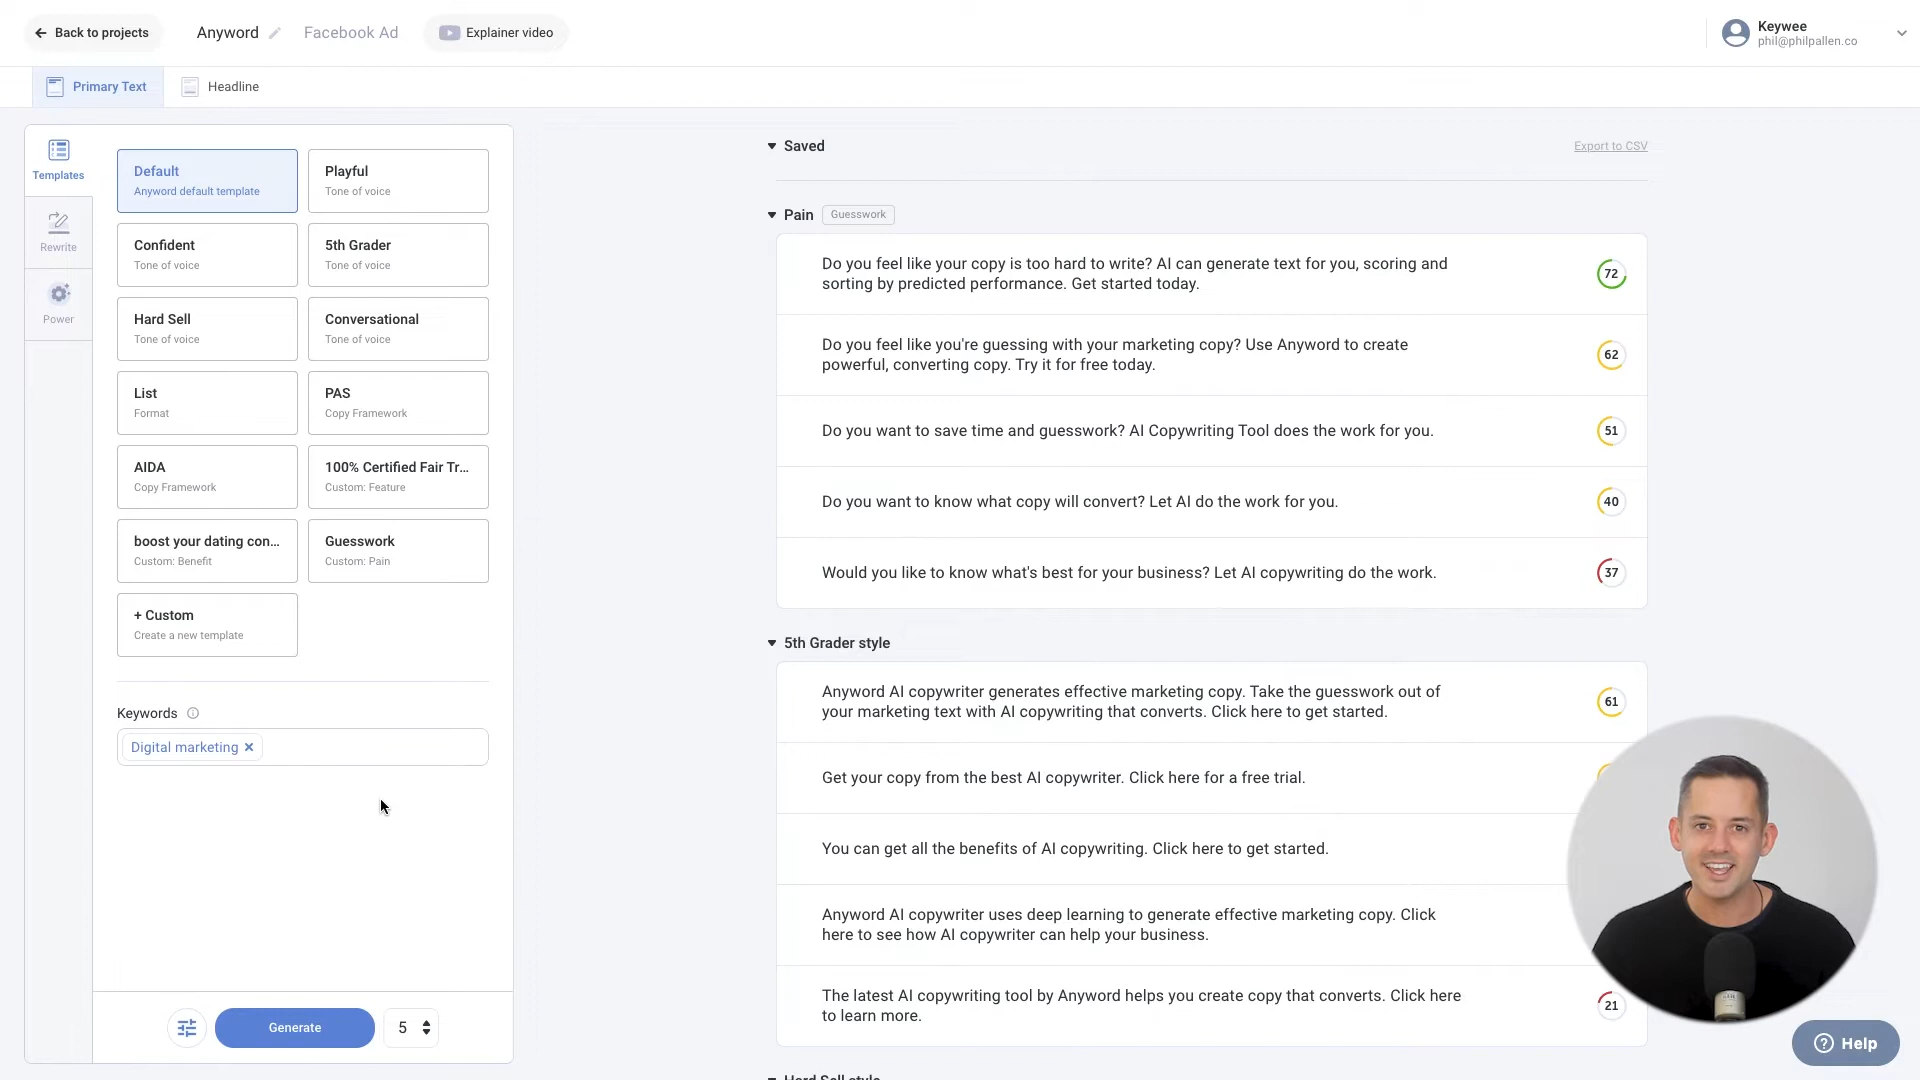 Back to projects
Anyword
Facebook Ad
Explainer video
Keywee
phil@philpallen.co
Primary Text
Headline
Templates
Rewrite
Power
Default
Anyword default template
Playful
Tone of voice
Confident
Tone of voice
5th Grader
Tone of voice
Hard Sell
Tone of voice
Conversational
Tone of voice
List
Format
PAS
Copy Framework
AIDA
Copy Framework
100% Certified Fair Tr...
Custom: Feature
boost your dating con...
Custom: Benefit
Guesswork
Custom: Pain
+ Custom
Create a new template
Keywords
Digital marketing
Generate
5
Saved
Export to CSV
Pain
Guesswork
Do you feel like your copy is too hard to write? AI can generate text for you, scoring and
sorting by predicted performance. Get started today.
72
Do you feel like you're guessing with your marketing copy? Use Anyword to create
powerful, converting copy. Try it for free today.
62
Do you want to save time and guesswork? AI Copywriting Tool does the work for you.
51
Do you want to know what copy will convert? Let AI do the work for you.
40
Would you like to know what's best for your business? Let AI copywriting do the work.
37
5th Grader style
Anyword AI copywriter generates effective marketing copy. Take the guesswork out of
your marketing text with AI copywriting that converts. Click here to get started.
61
Get your copy from the best AI copywriter. Click here for a free trial.
You can get all the benefits of AI copywriting. Click here to get started.
Anyword AI copywriter uses deep learning to generate effective marketing copy. Click
here to see how AI copywriter can help your business.
The latest AI copywriting tool by Anyword helps you create copy that converts. Click here
to learn more.
21
Hard Sell style
Help